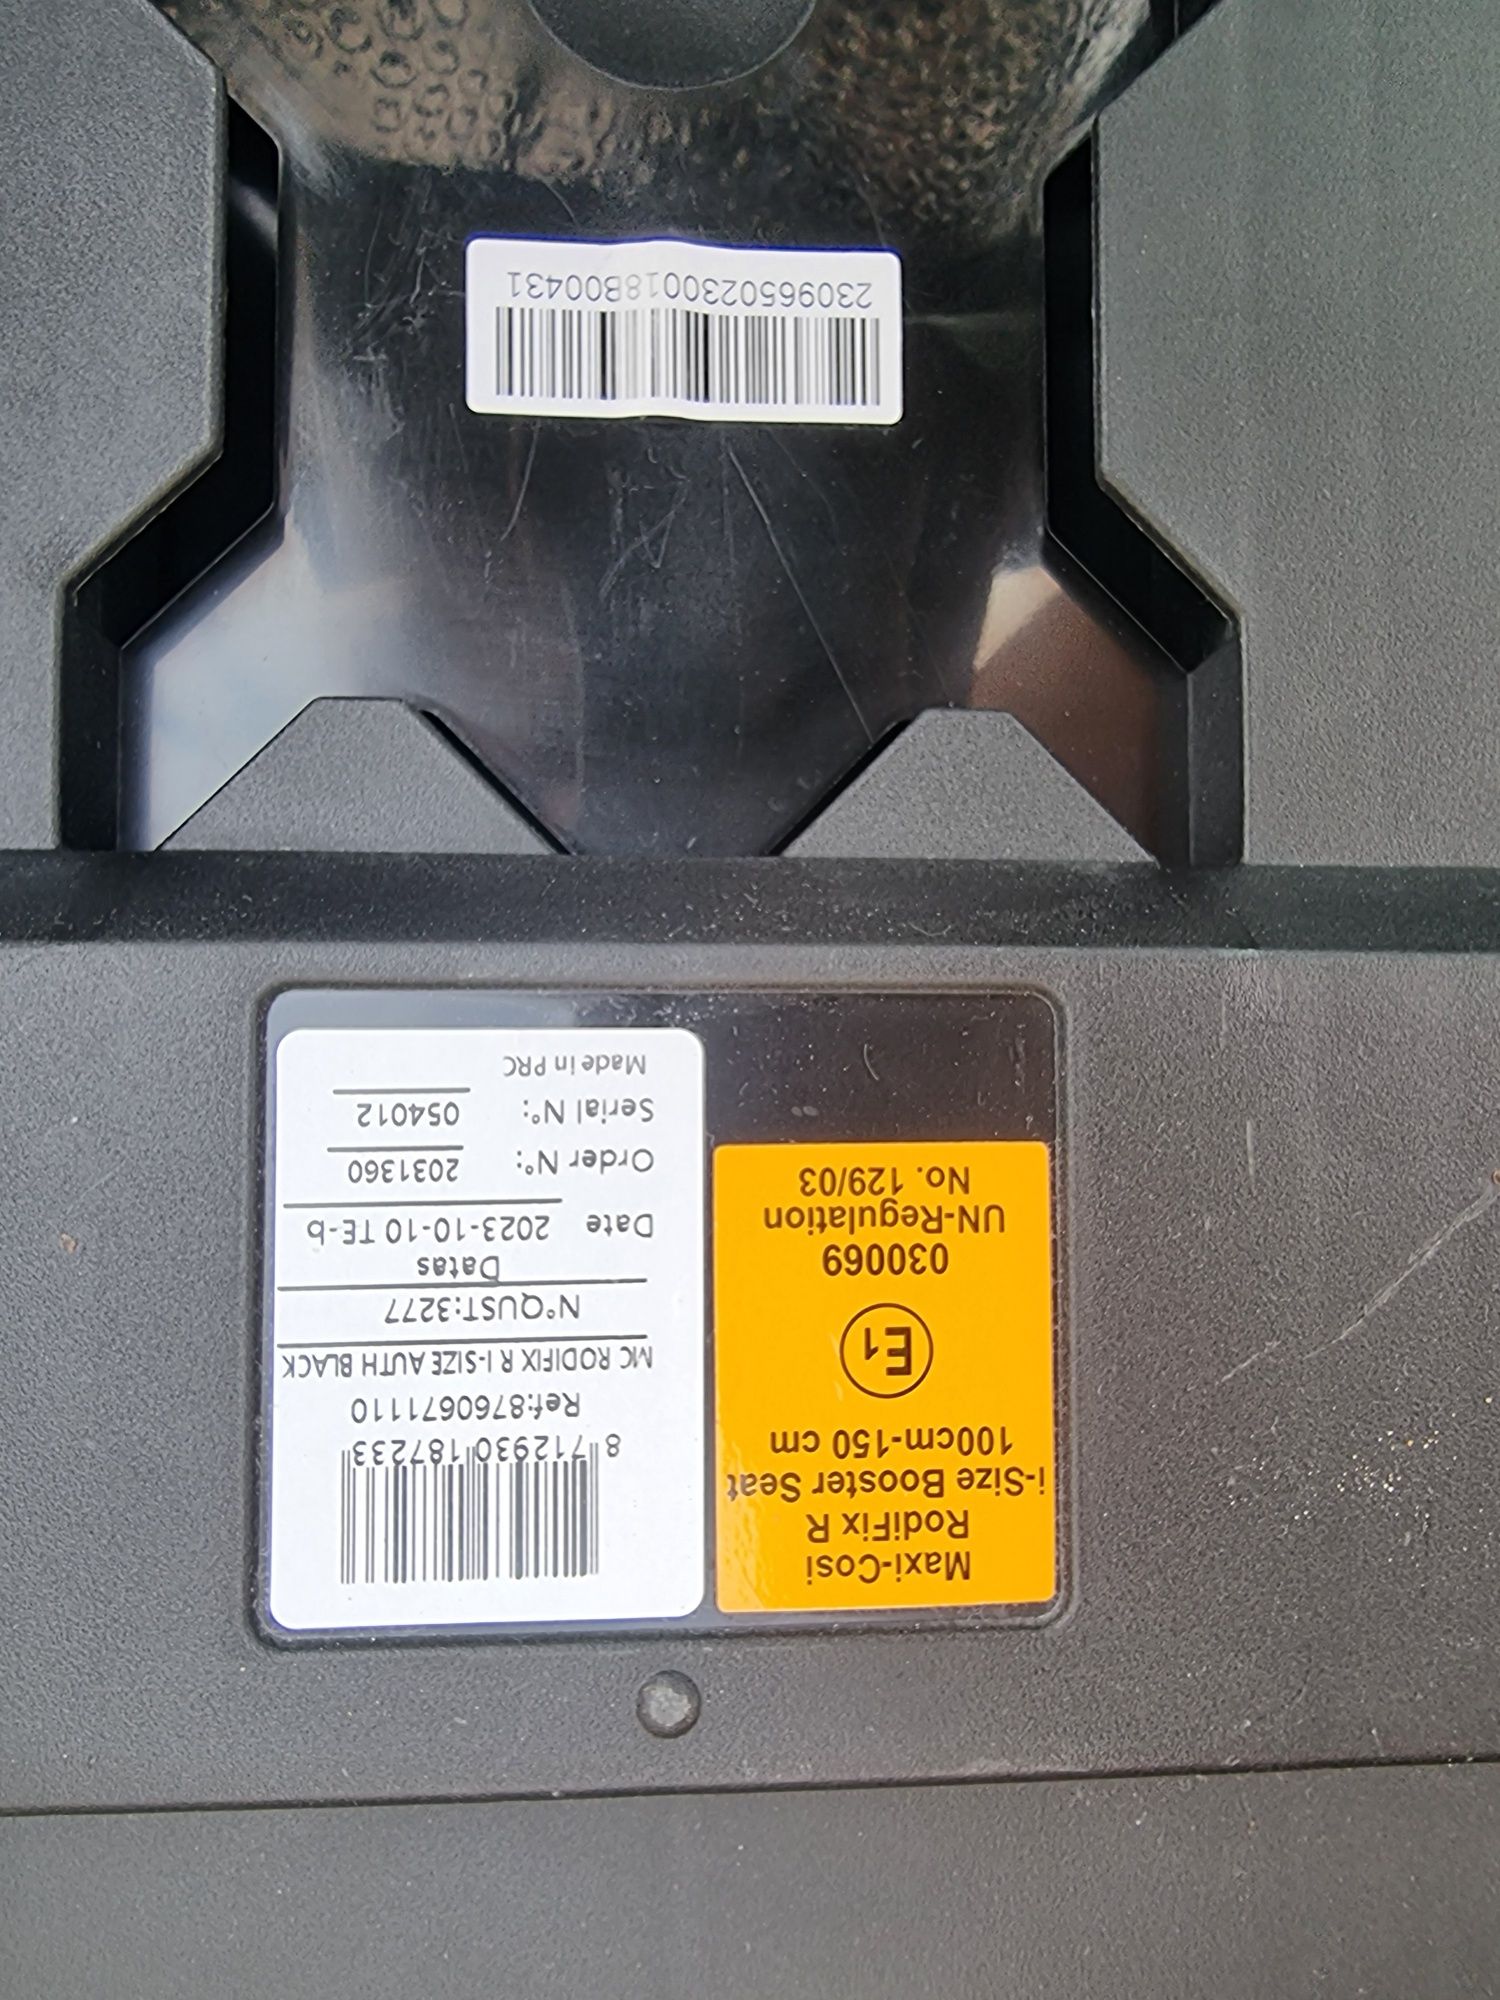 Maxi-Cosi
RodiFix R
i-Size Booster Seat
100cm-150 cm
E1
030069
UN-Regulation
No. 129/03
8 712930 187233
Ref:8760671110
MC RODIFIX R I-SIZE AUTH BLACK
N°QUST:3277
Datas
Date 2023-10-10 TE-b
Order N°: 2031360
Serial N°: 054012
Made in PRC
2309650230018B00431